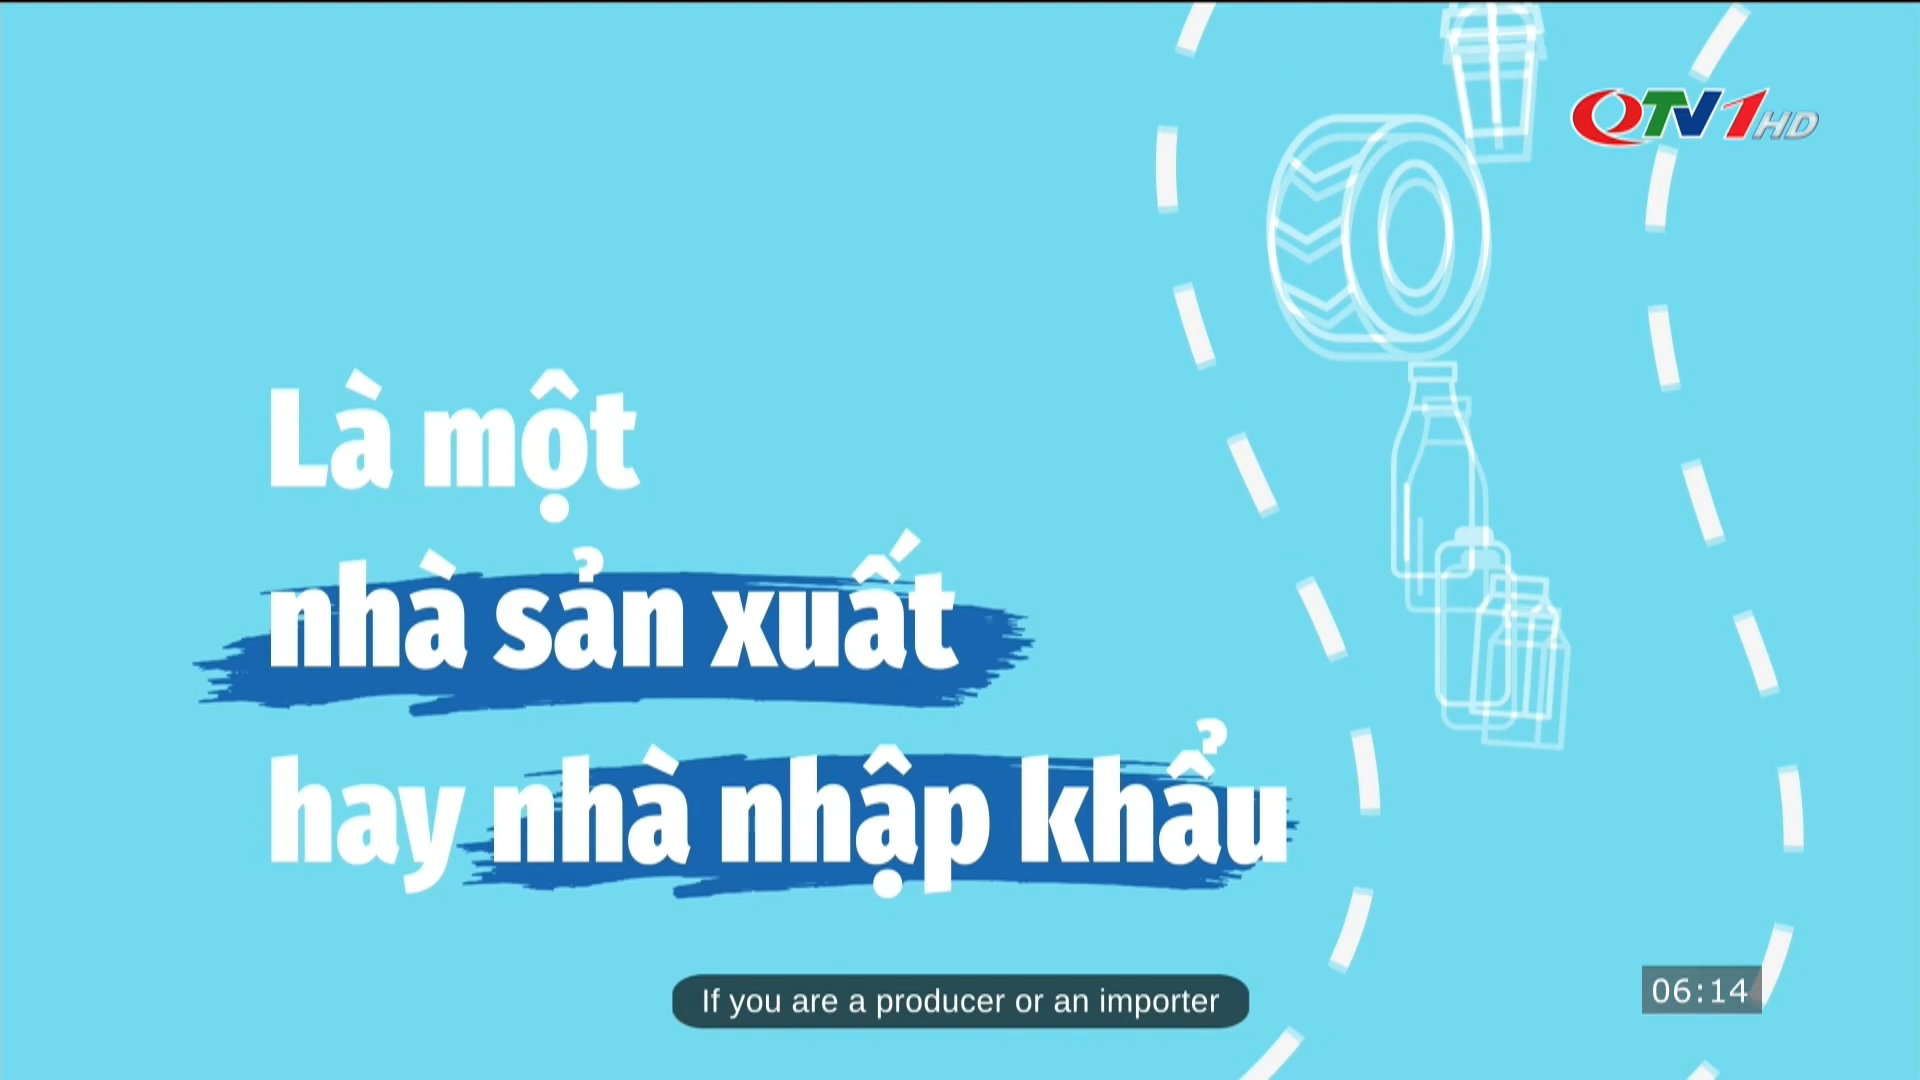 QTV1HD
Là một
nhà sản xuất
hay nhà nhập khẩu
If you are a producer or an importer
06:14